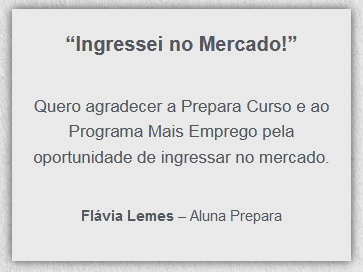 “Ingressei no Mercado!”
Quero agradecer a Prepara Curso e ao
Programa Mais Emprego pela
oportunidade de ingressar no mercado.
Flávia Lemes – Aluna Prepara